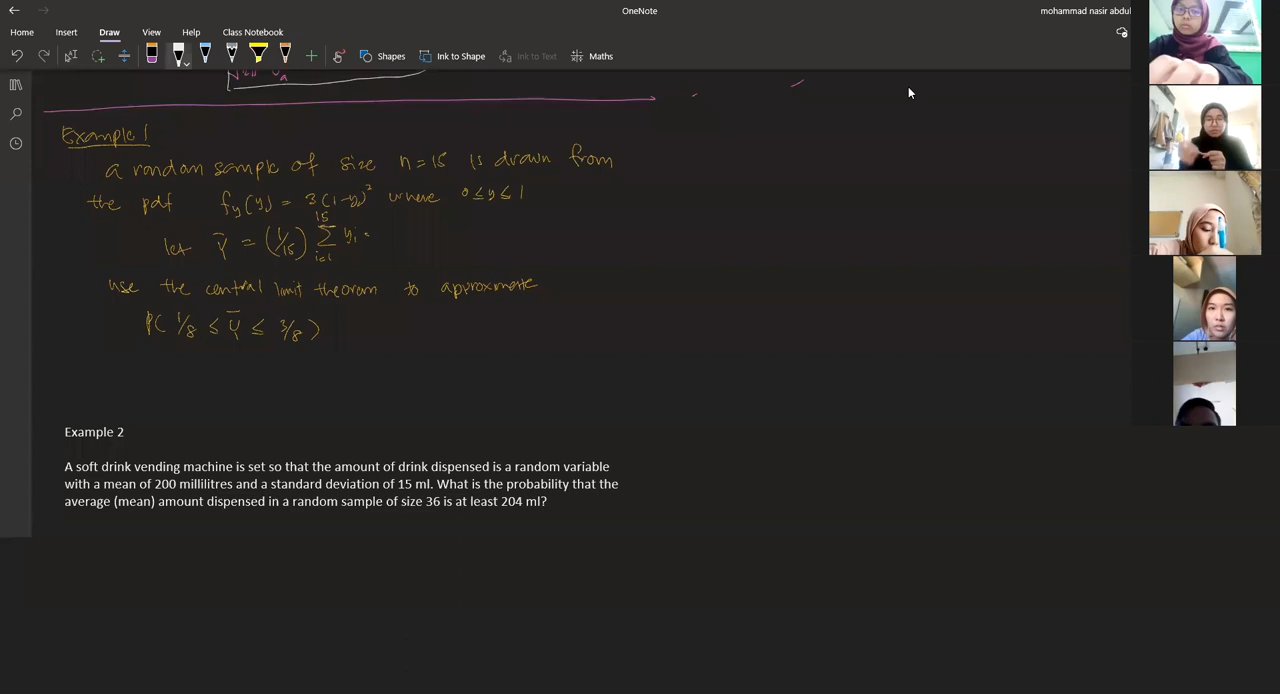 OneNote
mohammad nasir abdul
Home Insert Draw View Help Class Notebook
Shapes Ink to Shape Ink to Text Maths
Example 1
a random sample of size n = 15 is drawn from
the pdf f_Y(y) = 3(1-y)² where 0 ≤ y ≤ 1
let Ȳ = (1/15) Σ_{i=1}^{15} yi.
use the central limit theorem to approximate
P( 1/8 ≤ Ȳ ≤ 3/8 )
Example 2
A soft drink vending machine is set so that the amount of drink dispensed is a random variable
with a mean of 200 millilitres and a standard deviation of 15 ml. What is the probability that the
average (mean) amount dispensed in a random sample of size 36 is at least 204 ml?